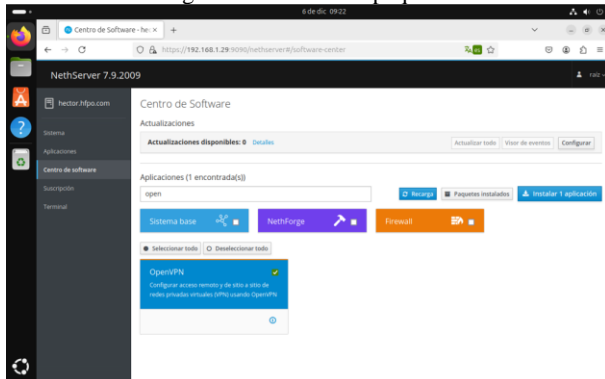 6 de dic 09:22
Centro de Software - hec
https://192.168.1.29:9090/nethserver#/software-center
NethServer 7.9.2009
raíz
hector.hfpo.com
Sistema
Aplicaciones
Centro de software
Suscripción
Terminal
Centro de Software
Actualizaciones
Actualizaciones disponibles: 0 Detalles
Actualizar todo Visor de eventos Configurar
Aplicaciones (1 encontrada(s))
open
Recarga Paquetes instalados Instalar 1 aplicación
Sistema base NethForge Firewall
Seleccionar todo Deseleccionar todo
OpenVPN
Configurar acceso remoto y de sitio a sitio de
redes privadas virtuales (VPN) usando OpenVPN